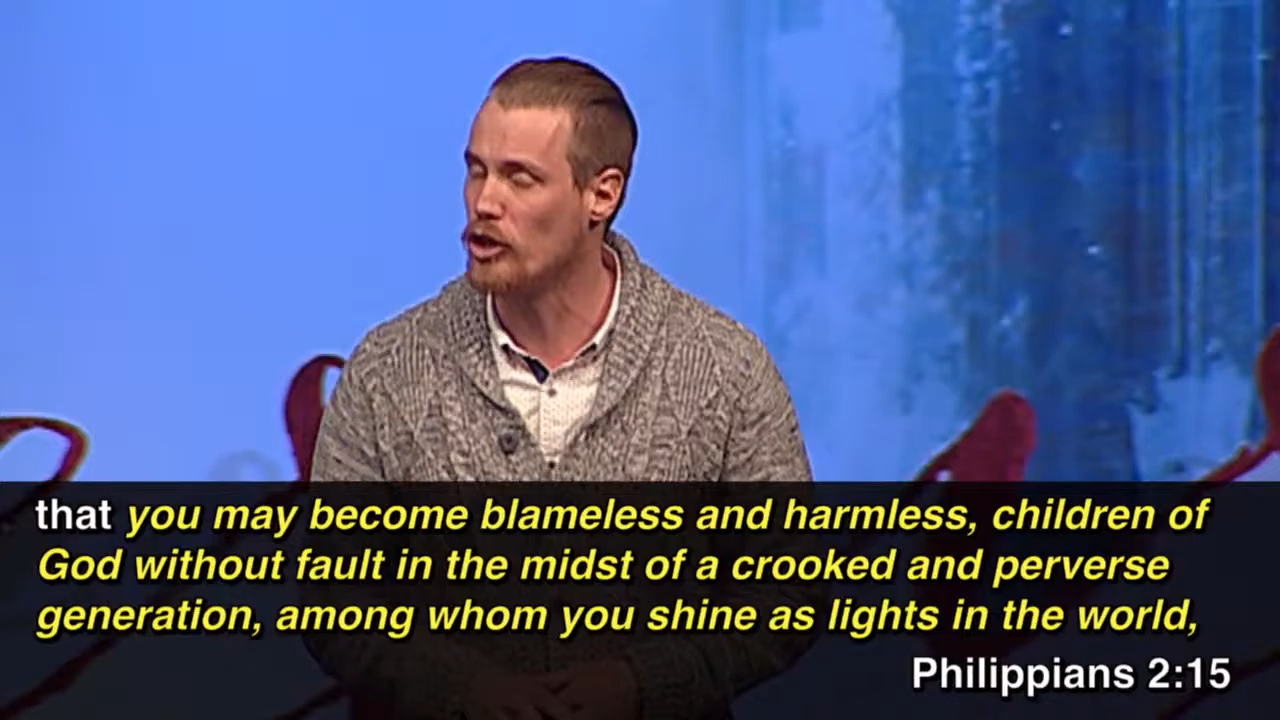 that you may become blameless and harmless, children of
God without fault in the midst of a crooked and perverse
generation, among whom you shine as lights in the world,
Philippians 2:15